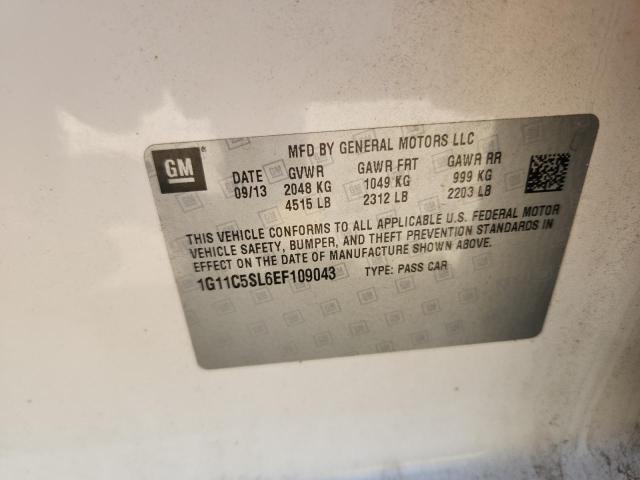 GM
MFD BY GENERAL MOTORS LLC
DATE GVWR GAWR FRT GAWR RR
09/13 2048 KG 1049 KG 999 KG
4515 LB 2312 LB 2203 LB
THIS VEHICLE CONFORMS TO ALL APPLICABLE U.S. FEDERAL MOTOR
VEHICLE SAFETY, BUMPER, AND THEFT PREVENTION STANDARDS IN
EFFECT ON THE DATE OF MANUFACTURE SHOWN ABOVE.
1G11C5SL6EF109043 TYPE: PASS CAR